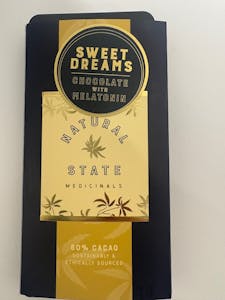 SWEET
DREAMS
CHOCOLATE
WITH
MELATONIN
NATURAL
STATE
MEDICINALS
60% CACAO
SUSTAINABLY &
ETHICALLY SOURCED